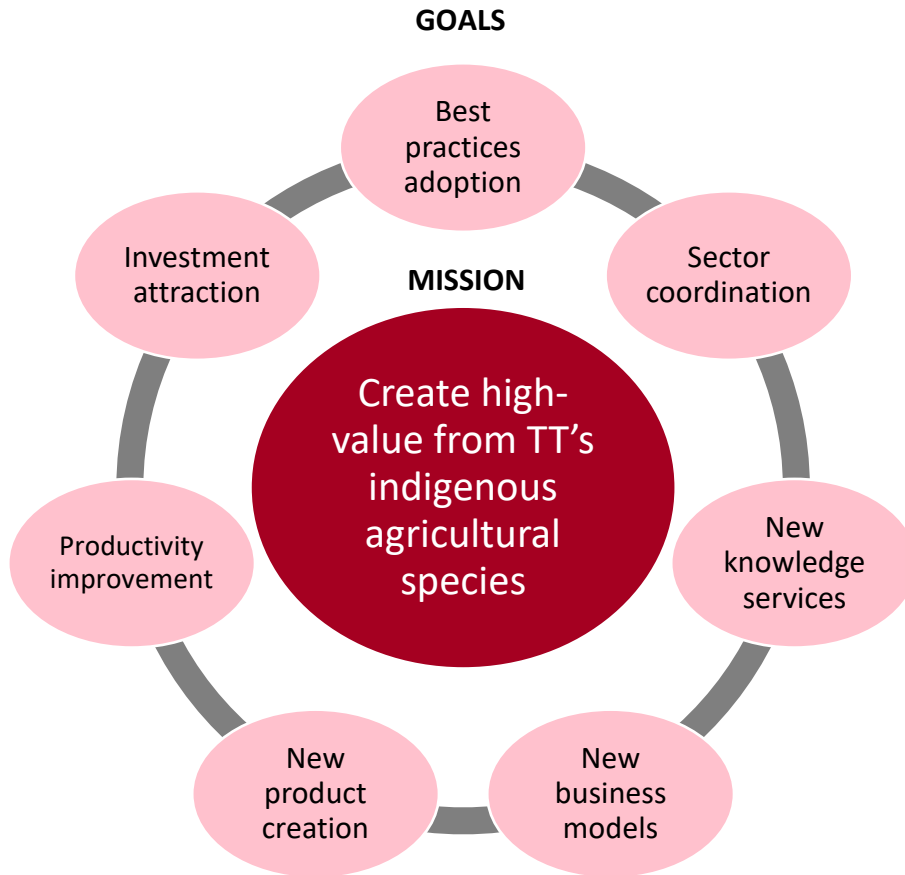 GOALS
Best
practices
adoption
Sector
coordination
New
knowledge
services
New
business
models
New
product
creation
Productivity
improvement
Investment
attraction
MISSION
Create high-
value from TT’s
indigenous
agricultural
species